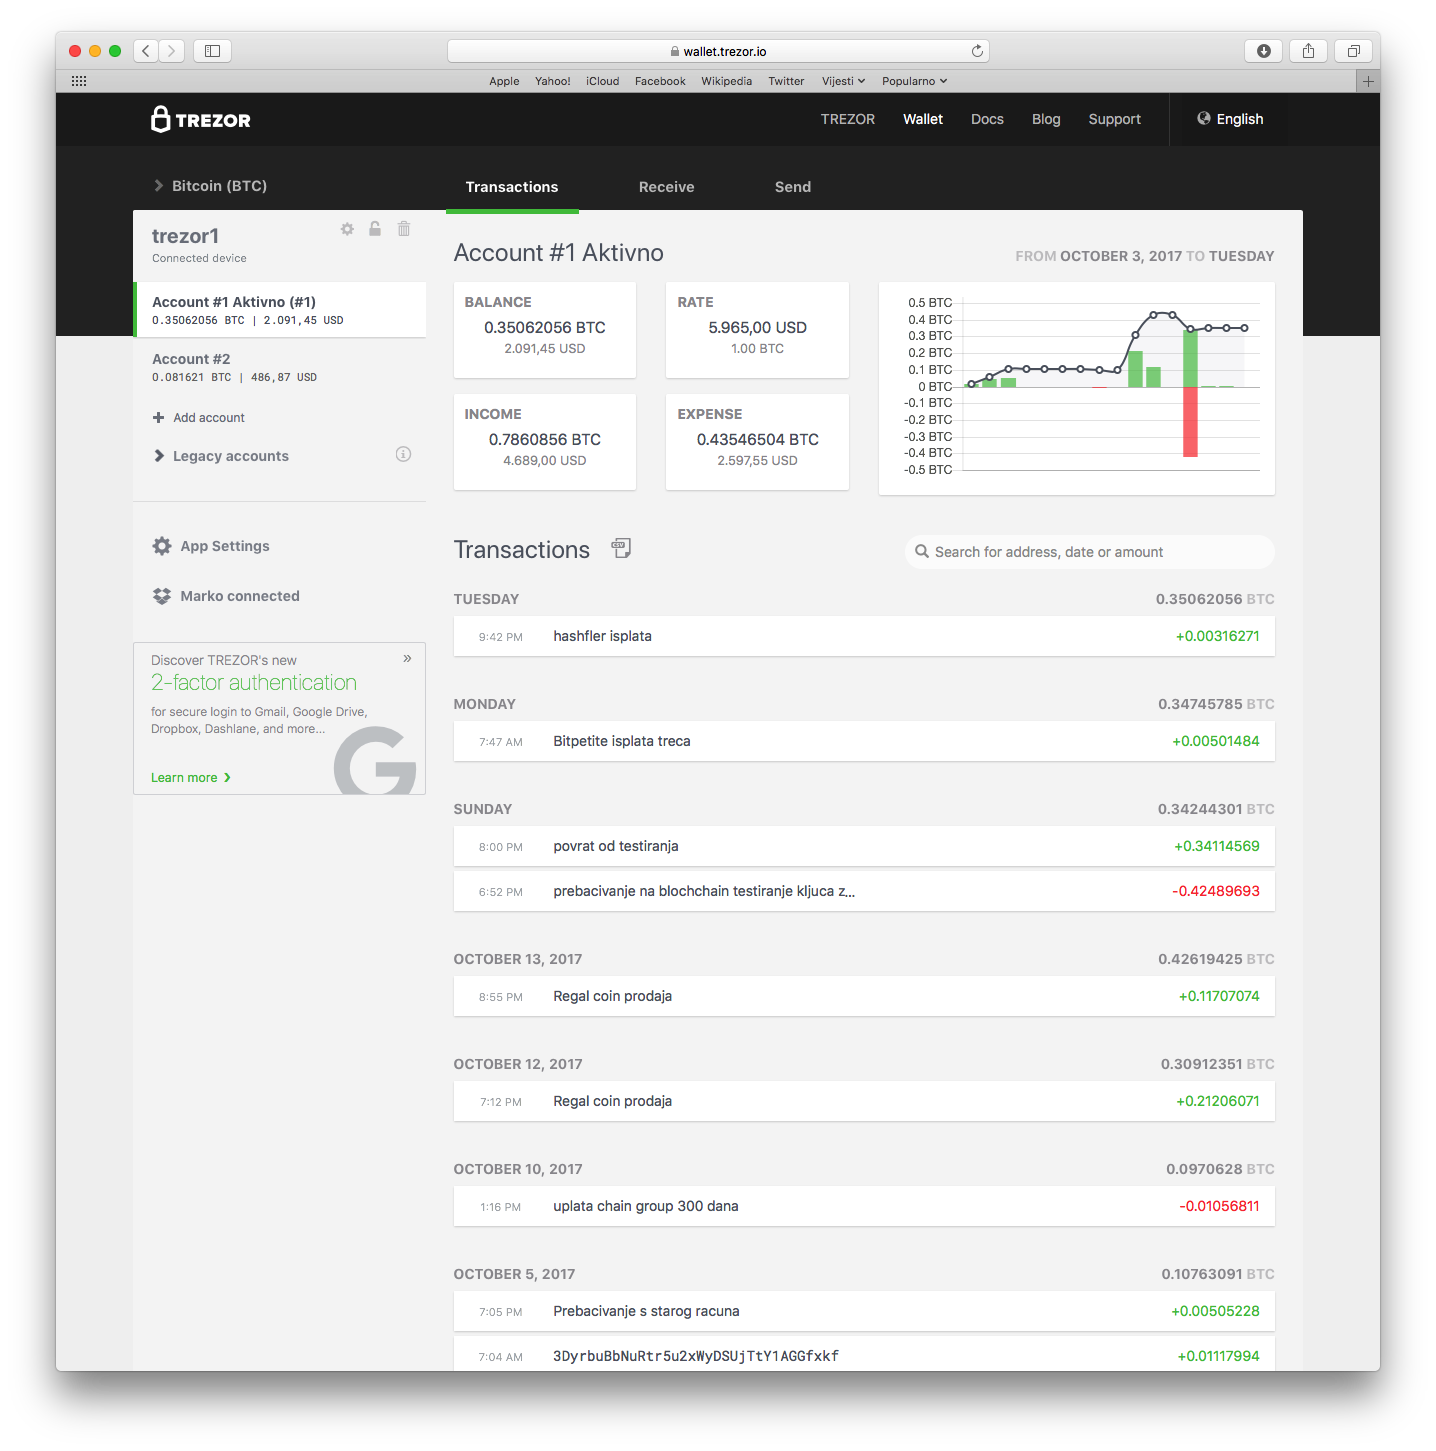 wallet.trezor.io
Apple Yahoo! iCloud Facebook Wikipedia Twitter Vijesti Popularno
TREZOR
TREZOR Wallet Docs Blog Support English
Bitcoin (BTC)
Transactions Receive Send
trezor1
Connected device
Account #1 Aktivno (#1)
0.35062056 BTC | 2.091,45 USD
Account #2
0.081621 BTC | 486,87 USD
Add account
Legacy accounts
App Settings
Marko connected
Discover TREZOR's new
2-factor authentication
for secure login to Gmail, Google Drive,
Dropbox, Dashlane, and more...
Learn more
Account #1 Aktivno
FROM OCTOBER 3, 2017 TO TUESDAY
BALANCE
0.35062056 BTC
2.091,45 USD
RATE
5.965,00 USD
1.00 BTC
INCOME
0.7860856 BTC
4.689,00 USD
EXPENSE
0.43546504 BTC
2.597,55 USD
0.5 BTC
0.4 BTC
0.3 BTC
0.2 BTC
0.1 BTC
0 BTC
-0.1 BTC
-0.2 BTC
-0.3 BTC
-0.4 BTC
-0.5 BTC
Transactions
CSV
Search for address, date or amount
TUESDAY 0.35062056 BTC
9:42 PM hashfler isplata +0.00316271
MONDAY 0.34745785 BTC
7:47 AM Bitpetite isplata treca +0.00501484
SUNDAY 0.34244301 BTC
8:00 PM povrat od testiranja +0.34114569
6:52 PM prebacivanje na blochchain testiranje kljuca z... -0.42489693
OCTOBER 13, 2017 0.42619425 BTC
8:55 PM Regal coin prodaja +0.11707074
OCTOBER 12, 2017 0.30912351 BTC
7:12 PM Regal coin prodaja +0.21206071
OCTOBER 10, 2017 0.0970628 BTC
1:16 PM uplata chain group 300 dana -0.01056811
OCTOBER 5, 2017 0.10763091 BTC
7:05 PM Prebacivanje s starog racuna +0.00505228
7:04 AM 3DyrbuBbNuRtr5u2xWyDSUjTtY1AGGfxkf +0.01117994